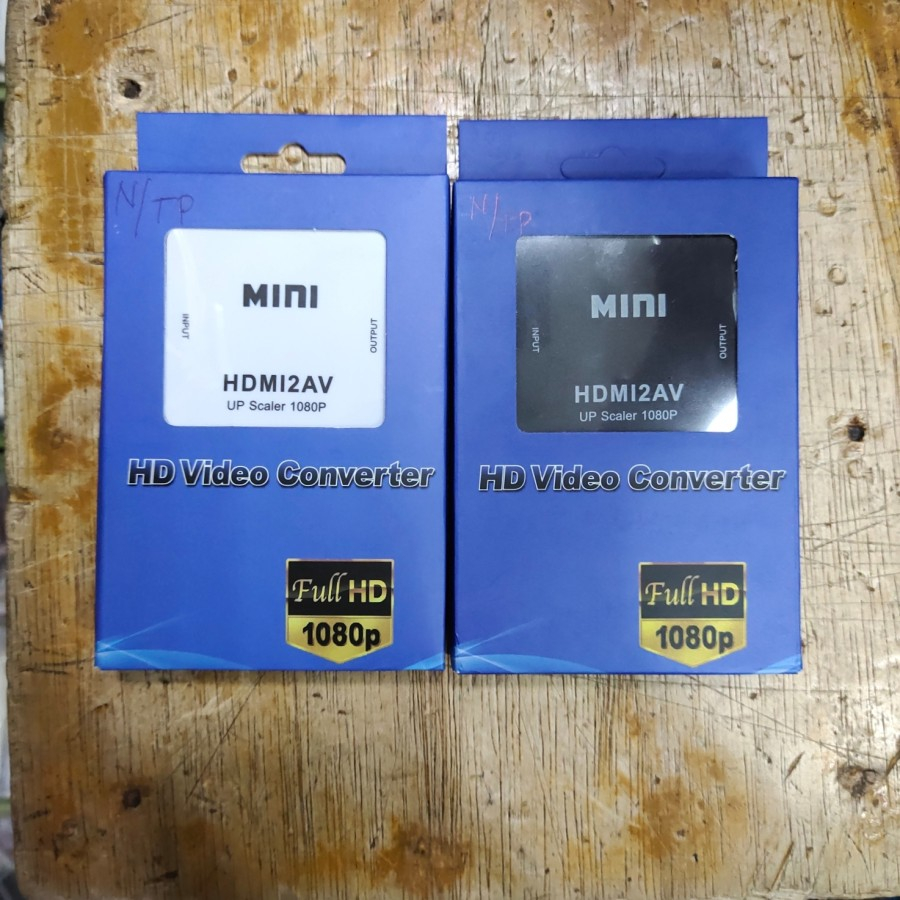 N/TP
MINI
INPUT
OUTPUT
HDMI2AV
UP Scaler 1080P
HD Video Converter
Full HD
1080p
N/TP
MINI
INPUT
OUTPUT
HDMI2AV
UP Scaler 1080P
HD Video Converter
Full HD
1080p